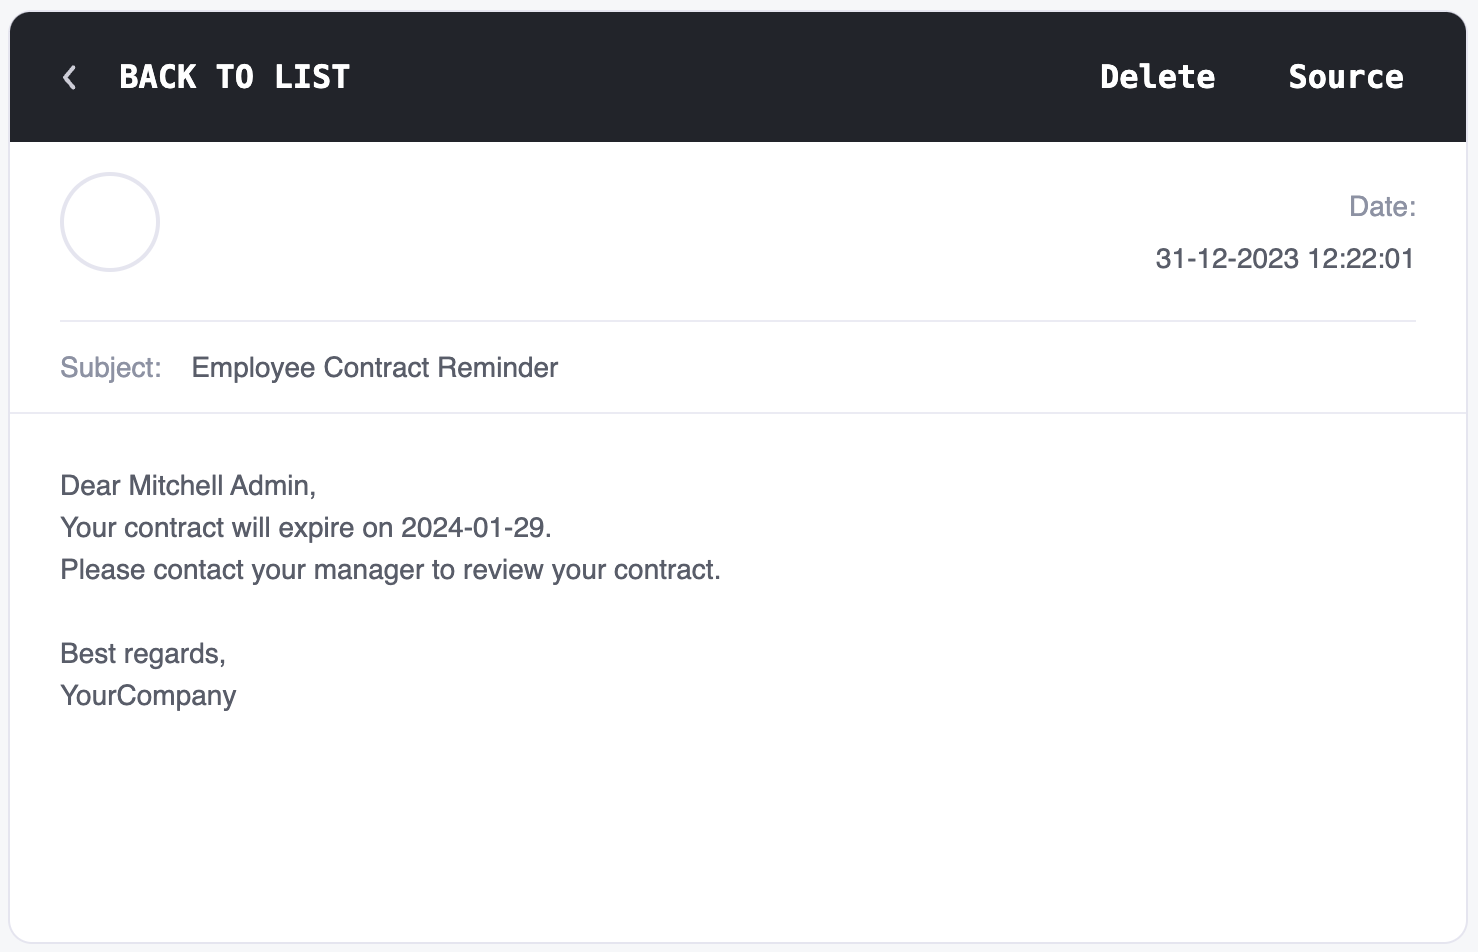 BACK TO LIST
Delete
Source
Date:
31-12-2023 12:22:01
Subject: Employee Contract Reminder
Dear Mitchell Admin,
Your contract will expire on 2024-01-29.
Please contact your manager to review your contract.
Best regards,
YourCompany